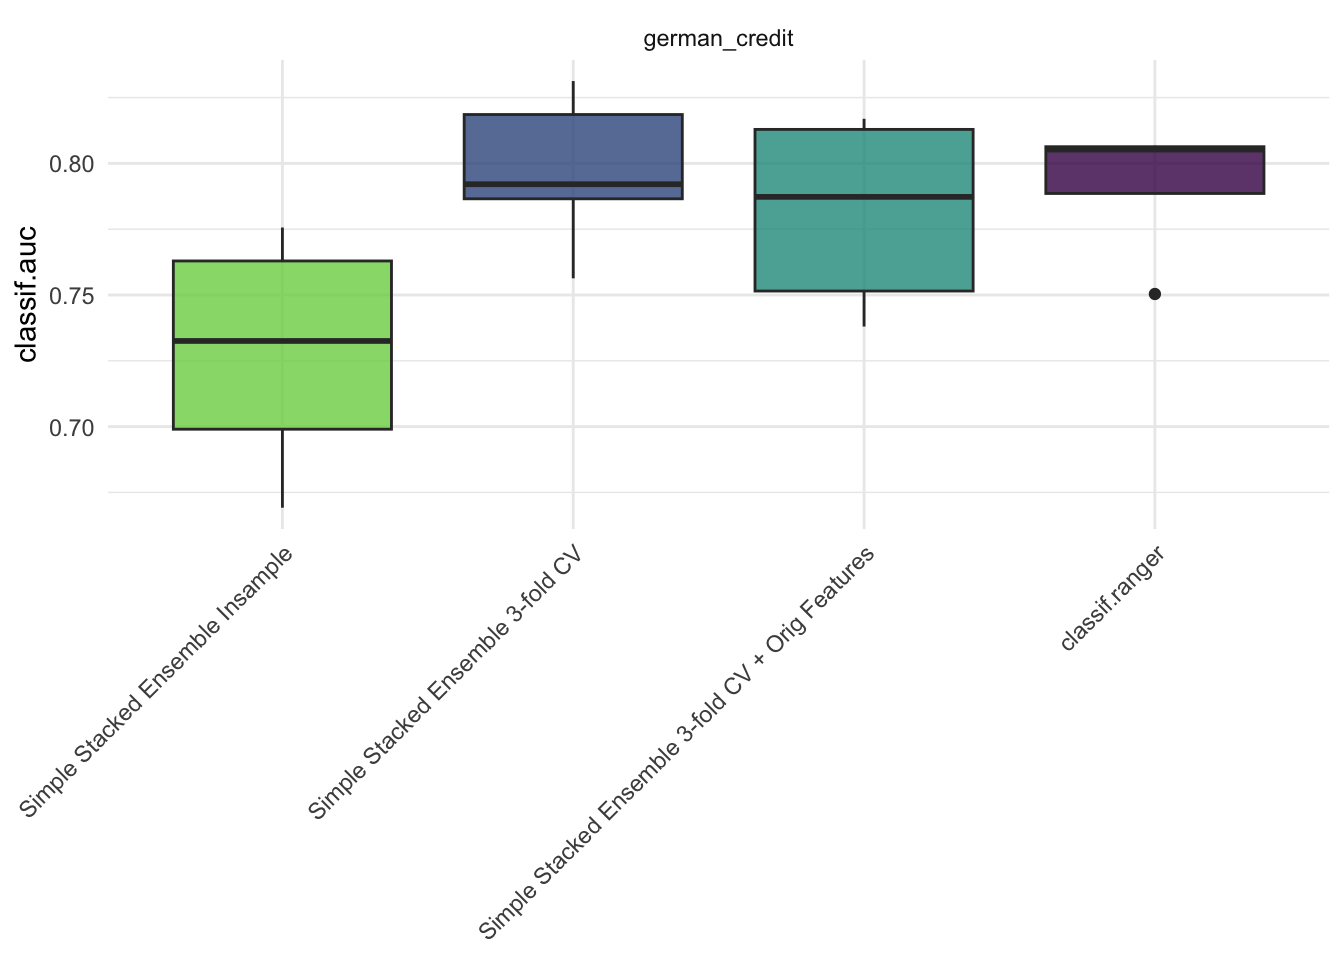 german_credit
classif.auc
0.80
0.75
0.70
Simple Stacked Ensemble Insample
Simple Stacked Ensemble 3-fold CV
Simple Stacked Ensemble 3-fold CV + Orig Features
classif.ranger